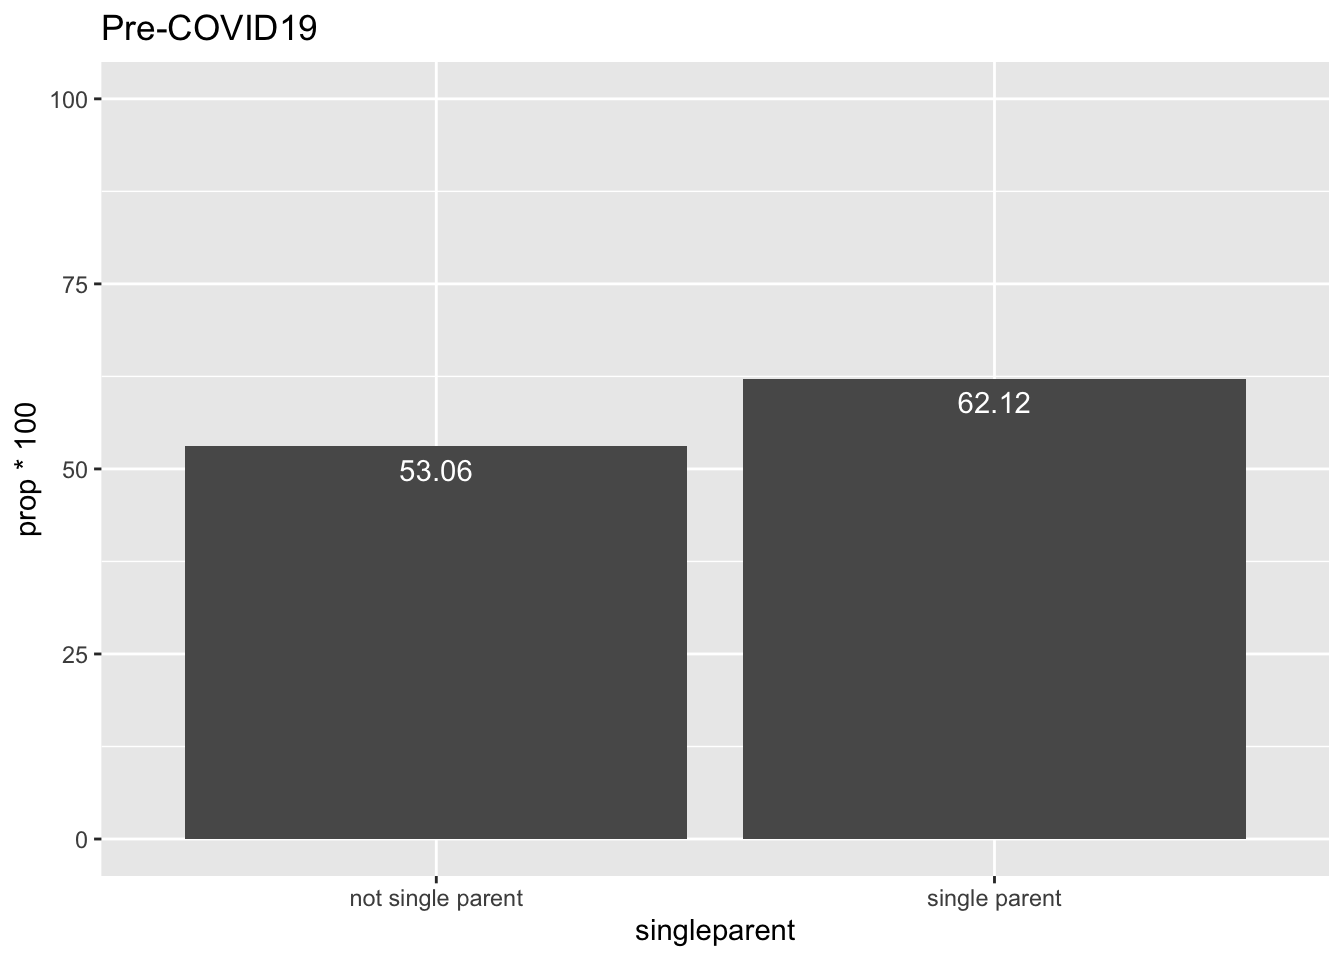 Pre-COVID19
100
75
50
25
0
prop * 100
53.06
62.12
not single parent
single parent
singleparent